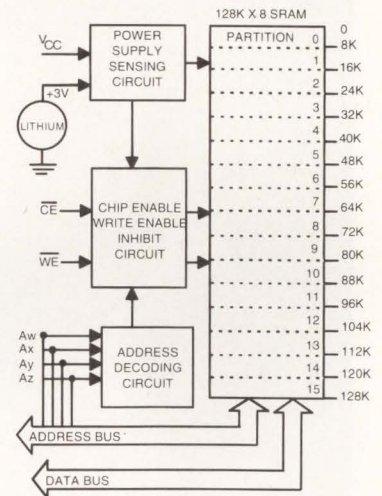 128K X 8 SRAM
PARTITION
0
0
8K
1
16K
2
24K
3
32K
4
40K
5
48K
6
56K
7
64K
8
72K
9
80K
10
88K
11
96K
12
104K
13
112K
14
120K
15
128K
VCC
POWER
SUPPLY
SENSING
CIRCUIT
+3V
LITHIUM
CE
WE
CHIP ENABLE
WRITE ENABLE
INHIBIT
CIRCUIT
Aw
Ax
Ay
Az
ADDRESS
DECODING
CIRCUIT
ADDRESS BUS
DATA BUS